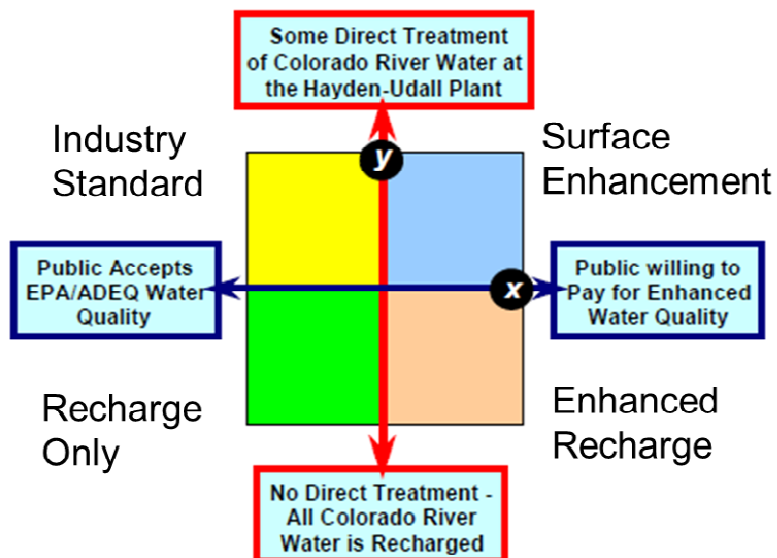 Some Direct Treatment
of Colorado River Water at
the Hayden-Udall Plant
Industry
Standard
Surface
Enhancement
y
Public Accepts
EPA/ADEQ Water
Quality
x
Public willing to
Pay for Enhanced
Water Quality
Recharge
Only
Enhanced
Recharge
No Direct Treatment -
All Colorado River
Water is Recharged